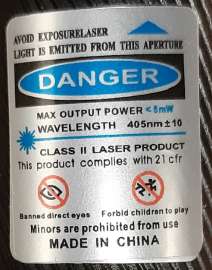 AVOID EXPOSURELASER
LIGHT IS EMITTED FROM THIS APERTURE
DANGER
MAX OUTPUT POWER <5mW
WAVELENGTH 405nm±10
CLASS II LASER PRODUCT
This product complies with 21 cfr
Banned direct eyes Forbid children to play
Minors are prohibited from use
MADE IN CHINA